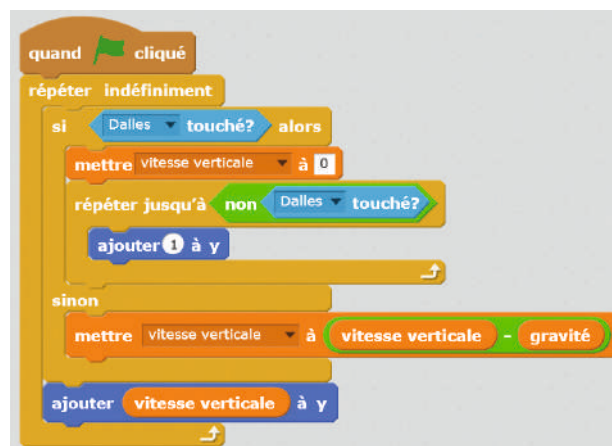 quand cliqué
répéter indéfiniment
si Dalles touché? alors
mettre vitesse verticale à 0
répéter jusqu'à non Dalles touché?
ajouter 1 à y
sinon
mettre vitesse verticale à vitesse verticale - gravité
ajouter vitesse verticale à y